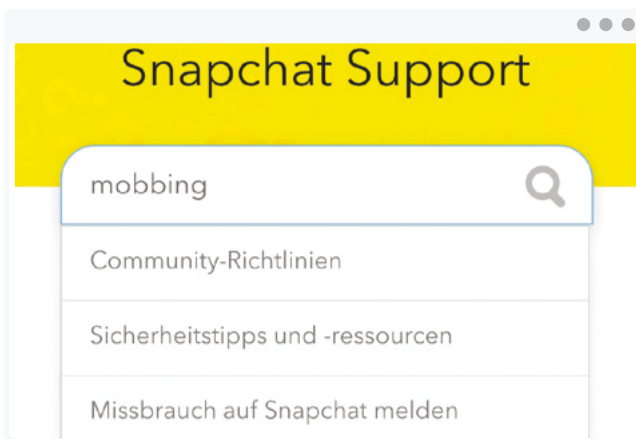 Snapchat Support
mobbing
Community-Richtlinien
Sicherheitstipps und -ressourcen
Missbrauch auf Snapchat melden